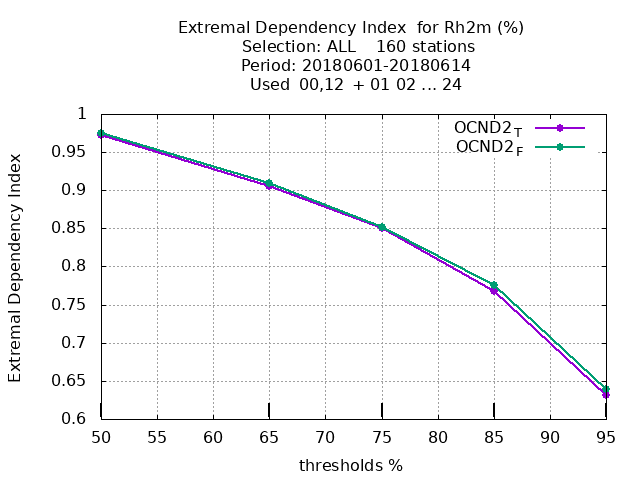 Extremal Dependency Index  for Rh2m (%)
Selection: ALL    160 stations
Period: 20180601-20180614
Used  00,12  + 01 02 ... 24
Extremal Dependency Index
1
0.95
0.9
0.85
0.8
0.75
0.7
0.65
0.6
OCND2_T
OCND2_F
50 55 60 65 70 75 80 85 90 95
thresholds %